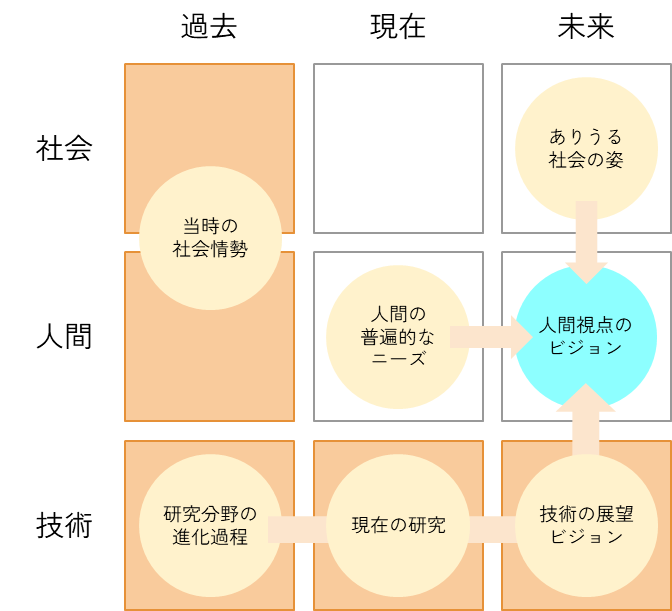 過去
現在
未来
社会
ありうる
社会の姿
当時の
社会情勢
人間
人間の
普遍的な
ニーズ
人間視点の
ビジョン
技術
研究分野の
進化過程
現在の研究
技術の展望
ビジョン